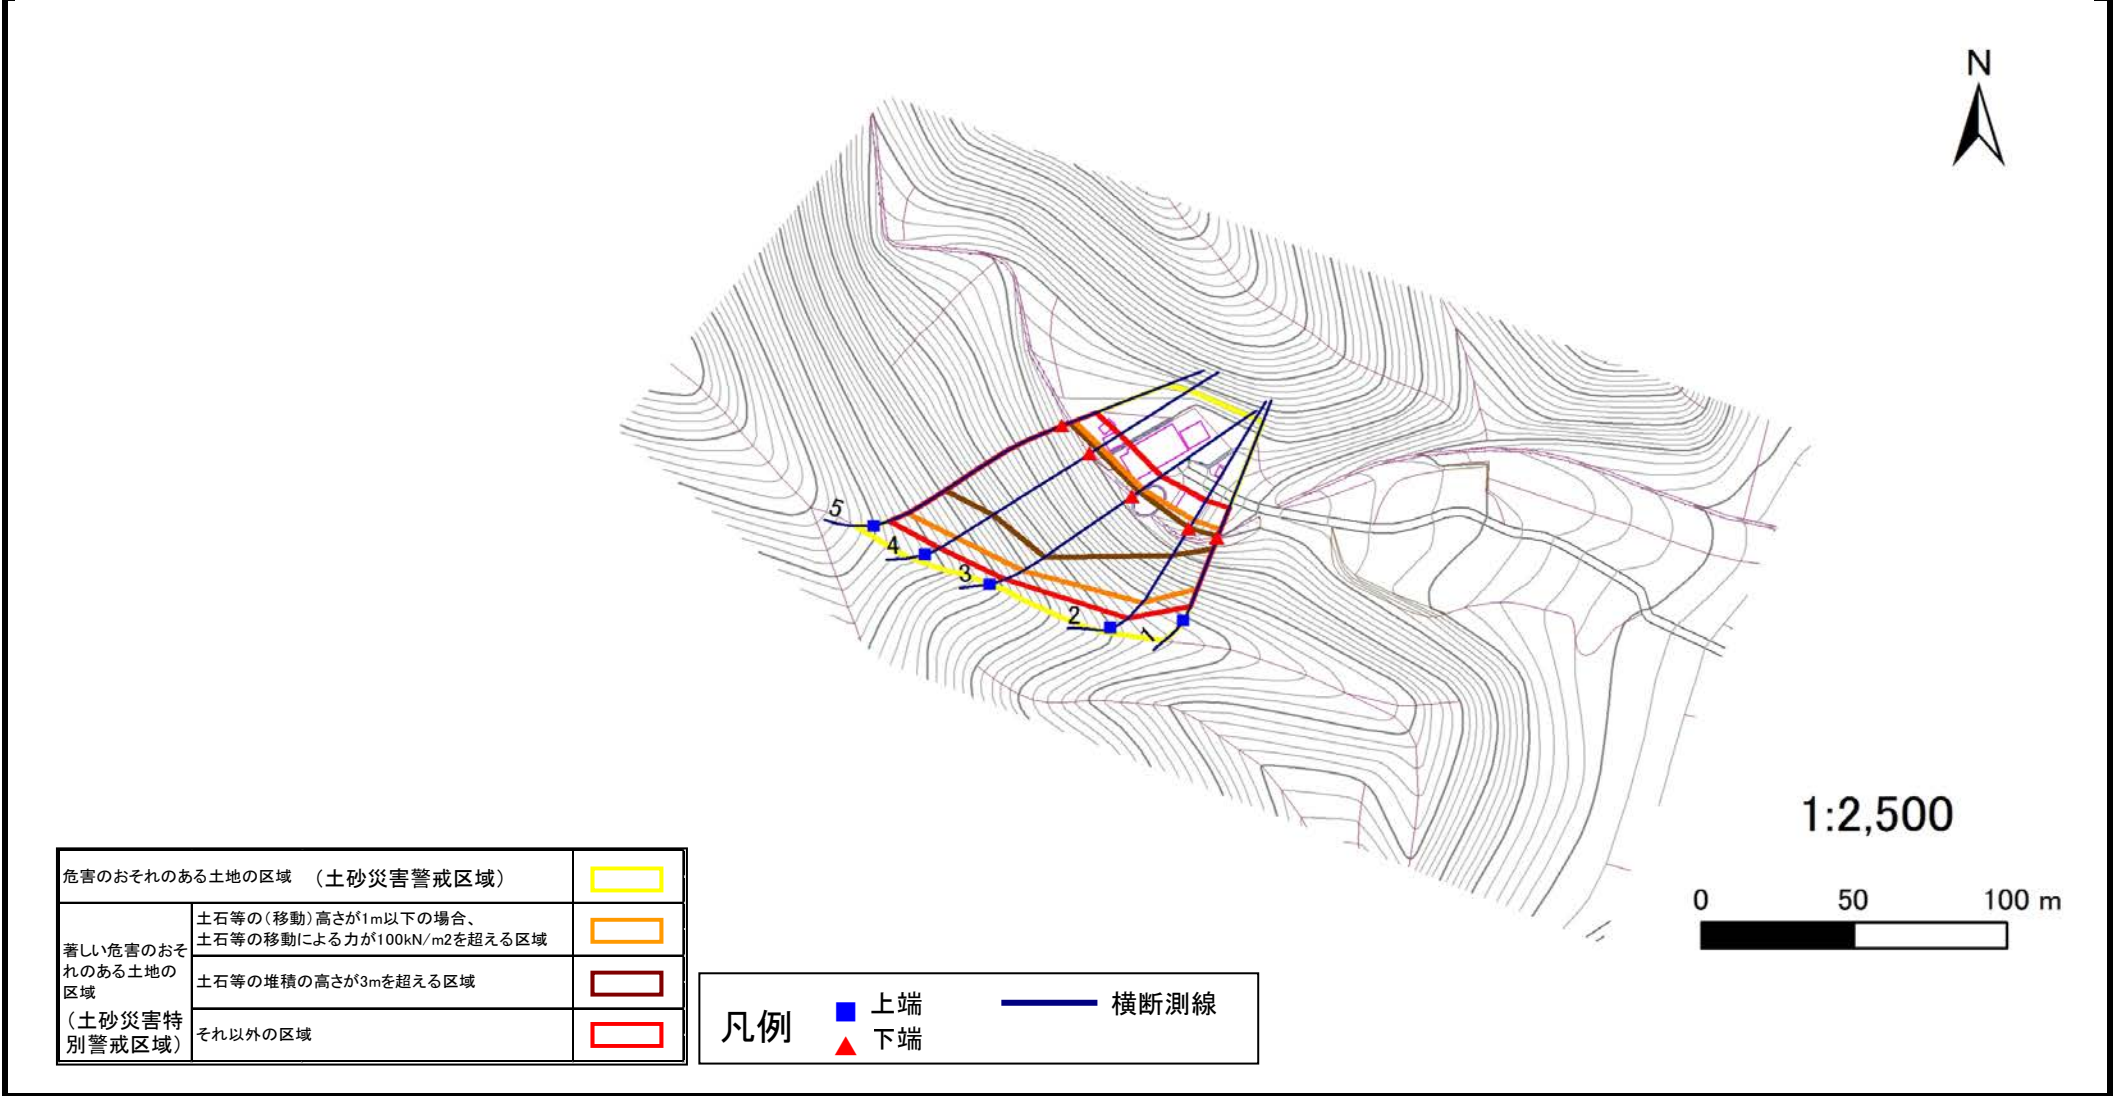 N
5
4
3
2
1
1:2,500
0 50 100 m
危害のおそれのある土地の区域 (土砂災害警戒区域)
著しい危害のおそ
れのある土地の
区域
(土砂災害特
別警戒区域)
土石等の(移動)高さが1m以下の場合、
土石等の移動による力が100kN/m2を超える区域
土石等の堆積の高さが3mを超える区域
それ以外の区域
凡例
上端
下端
横断測線